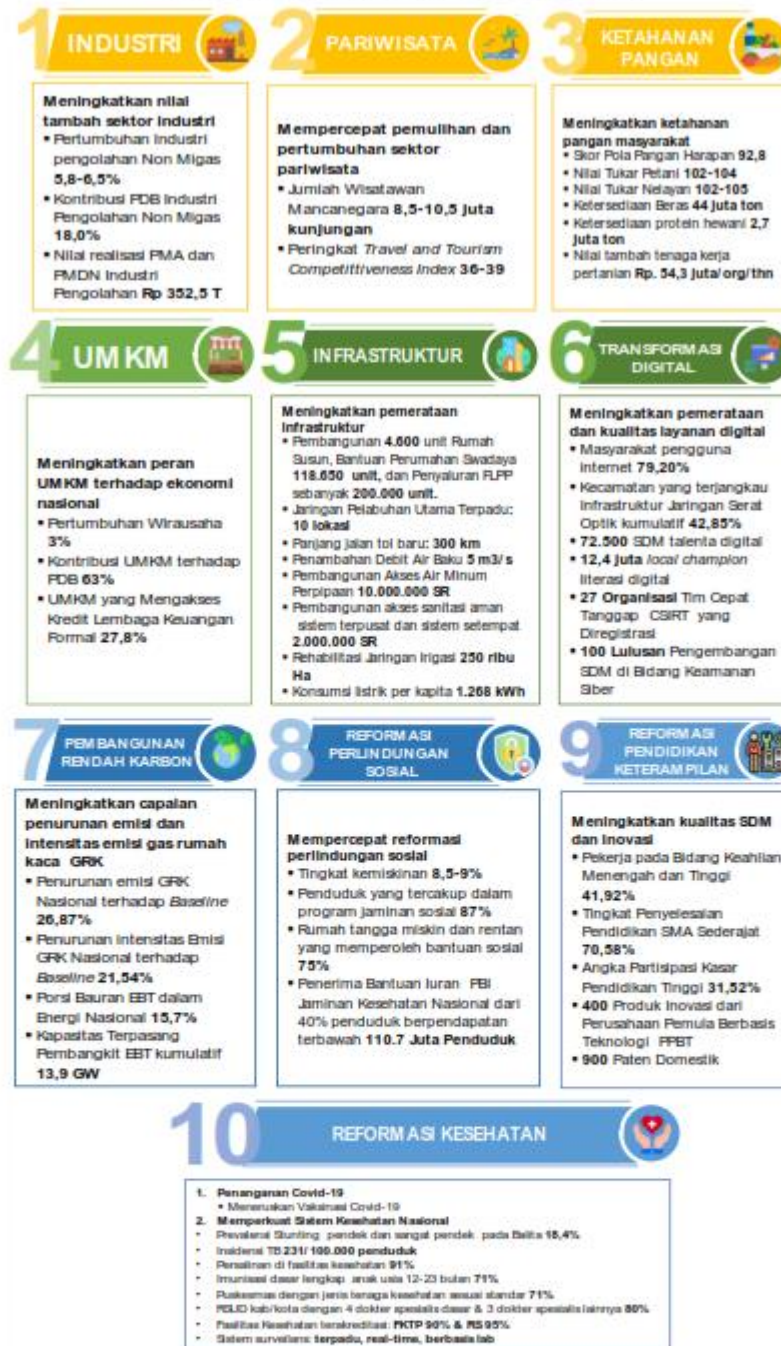 1 INDUSTRI
Meningkatkan nilai
tambah sektor industri
▪ Pertumbuhan industri
pengolahan Non Migas
5,8-6,5%
▪ Kontribusi PDB Industri
Pengolahan Non Migas
18,0%
▪ Nilai realisasi PMA dan
PMDN Industri
Pengolahan Rp 352,5 T
2 PARIWISATA
Mempercepat pemulihan dan
pertumbuhan sektor
pariwisata
▪ Jumlah Wisatawan
Mancanegara 8,5-10,5 juta
kunjungan
▪ Peringkat Travel and Tourism
Competittiveness Index 36-39
3 KETAHANAN
PANGAN
Meningkatkan ketahanan
pangan masyarakat
▪ Skor Pola Pangan Harapan 92,8
▪ Nilai Tukar Petani 102-104
▪ Nilai Tukar Nelayan 102-105
▪ Ketersediaan Beras 44 juta ton
▪ Ketersediaan protein hewani 2,7
juta ton
▪ Nilai tambah tenaga kerja
pertanian Rp. 54,3 juta/org/thn
4 UMKM
Meningkatkan peran
UMKM terhadap ekonomi
nasional
▪ Pertumbuhan Wirausaha
3%
▪ Kontribusi UMKM terhadap
PDB 63%
▪ UMKM yang Mengakses
Kredit Lembaga Keuangan
Formal 27,8%
5 INFRASTRUKTUR
Meningkatkan pemerataan
infrastruktur
▪ Pembangunan 4.600 unit Rumah
Susun, Bantuan Perumahan Swadaya
118.650 unit, dan Penyaluran FLPP
sebanyak 200.000 unit.
▪ Jaringan Pelabuhan Utama Terpadu:
10 lokasi
▪ Panjang jalan tol baru: 300 km
▪ Penambahan Debit Air Baku 5 m3/s
▪ Pembangunan Akses Air Minum
Perpipaan 10.000.000 SR
▪ Pembangunan akses sanitasi aman
sistem terpusat dan sistem setempat
2.000.000 SR
▪ Rehabilitasi Jaringan Irigasi 250 ribu
Ha
▪ Konsumsi listrik per kapita 1.268 kWh
6 TRANSFORMASI
DIGITAL
Meningkatkan pemerataan
dan kualitas layanan digital
▪ Masyarakat pengguna
internet 79,20%
▪ Kecamatan yang terjangkau
Infrastruktur Jaringan Serat
Optik kumulatif 42,85%
▪ 72.500 SDM talenta digital
▪ 12,4 juta local champion
literasi digital
▪ 27 Organisasi Tim Cepat
Tanggap CSIRT yang
Diregistrasi
▪ 100 Lulusan Pengembangan
SDM di Bidang Keamanan
Siber
7 PEMBANGUNAN
RENDAH KARBON
Meningkatkan capaian
penurunan emisi dan
intensitas emisi gas rumah
kaca GRK
▪ Penurunan emisi GRK
Nasional terhadap Baseline
26,87%
▪ Penurunan Intensitas Emisi
GRK Nasional terhadap
Baseline 21,54%
▪ Porsi Bauran EBT dalam
Energi Nasional 15,7%
▪ Kapasitas Terpasang
Pembangkit EBT kumulatif
13,9 GW
8 REFORMASI
PERLINDUNGAN
SOSIAL
Mempercepat reformasi
perlindungan sosial
▪ Tingkat kemiskinan 8,5-9%
▪ Penduduk yang tercakup dalam
program jaminan sosial 87%
▪ Rumah tangga miskin dan rentan
yang memperoleh bantuan sosial
75%
▪ Penerima Bantuan Iuran PBI
Jaminan Kesehatan Nasional dari
40% penduduk berpendapatan
terbawah 110.7 Juta Penduduk
9 REFORMASI
PENDIDIKAN
KETERAMPILAN
Meningkatkan kualitas SDM
dan Inovasi
▪ Pekerja pada Bidang Keahlian
Menengah dan Tinggi
41,92%
▪ Tingkat Penyelesaian
Pendidikan SMA Sederajat
70,58%
▪ Angka Partisipasi Kasar
Pendidikan Tinggi 31,52%
▪ 400 Produk Inovasi dari
Perusahaan Pemula Berbasis
Teknologi PPBT
▪ 900 Paten Domestik
10 REFORMASI KESEHATAN
1. Penanganan Covid-19
▪ Meneruskan Vaksinasi Covid-19
2. Memperkuat Sistem Kesehatan Nasional
• Prevalensi Stunting pendek dan sangat pendek pada Balita 18,4%
• Insidensi TB 231/100.000 penduduk
• Persalinan di fasilitas kesehatan 91%
• Imunisasi dasar lengkap anak usia 12-23 bulan 71%
• Puskesmas dengan jenis tenaga kesehatan sesuai standar 71%
• RSUD kab/kota dengan 4 dokter spesialis dasar & 3 dokter spesialis lainnya 80%
• Fasilitas Kesehatan terakreditasi: FKTP 90% & RS 95%
• Sistem surveilans: terpadu, real-time, berbasis lab